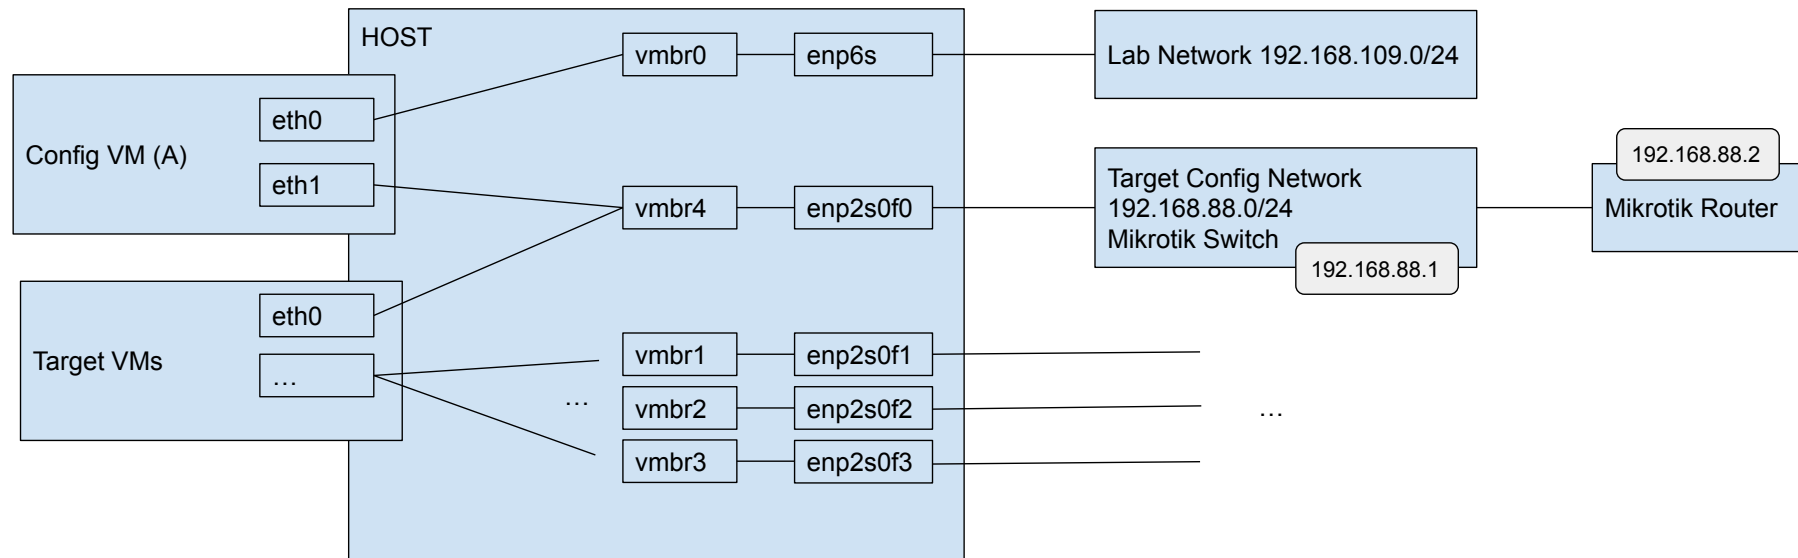 HOST
vmbr0
enp6s
Lab Network 192.168.109.0/24
Config VM (A)
eth0
eth1
vmbr4
enp2s0f0
Target Config Network
192.168.88.0/24
Mikrotik Switch
192.168.88.1
192.168.88.2
Mikrotik Router
Target VMs
eth0
…
…
vmbr1
enp2s0f1
vmbr2
enp2s0f2
vmbr3
enp2s0f3
…